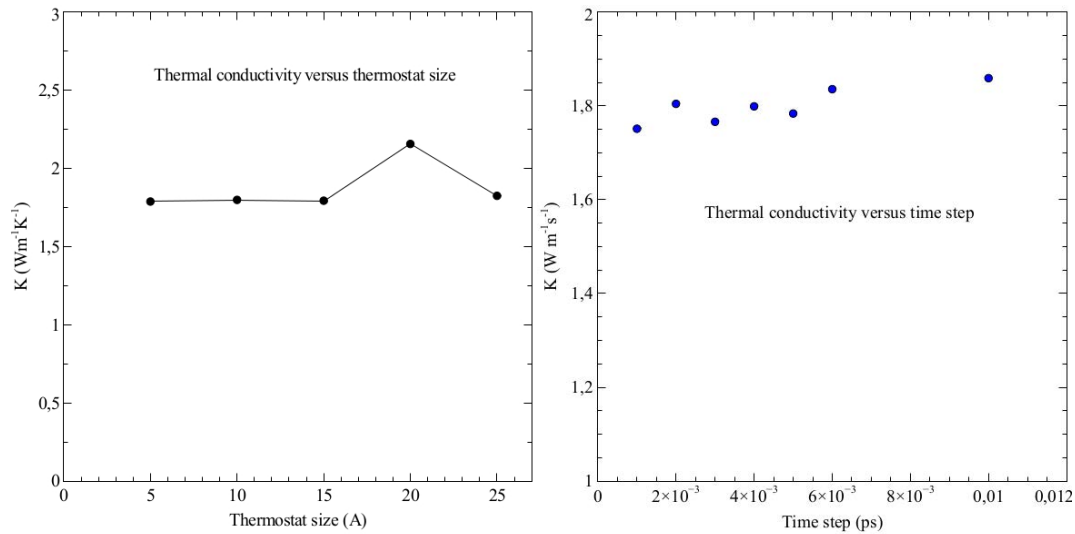 Thermal conductivity versus thermostat size
K (Wm⁻¹K⁻¹)
3
2,5
2
1,5
1
0,5
0
0 5 10 15 20 25
Thermostat size (A)
Thermal conductivity versus time step
K (W m⁻¹s⁻¹)
2
1,8
1,6
1,4
1,2
1
0 2×10⁻³ 4×10⁻³ 6×10⁻³ 8×10⁻³ 0,01 0,012
Time step (ps)